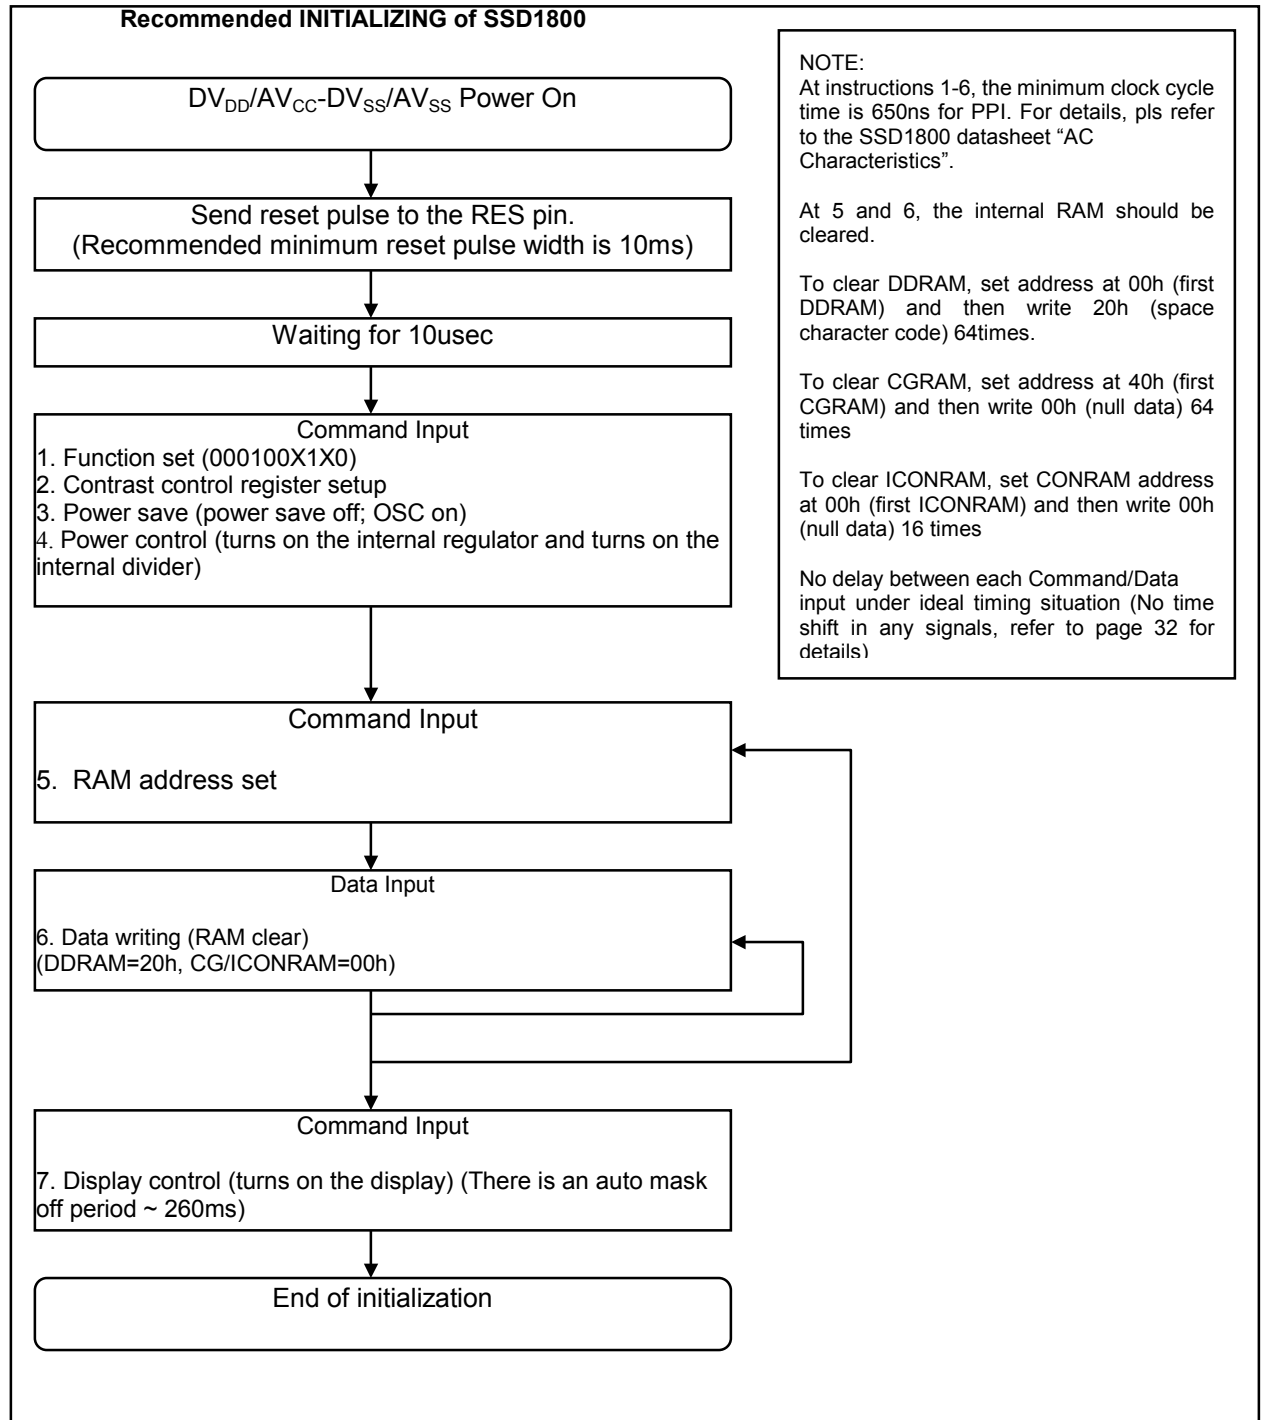 Recommended INITIALIZING of SSD1800
DVDD/AVCC-DVSS/AVSS Power On
Send reset pulse to the RES pin.
(Recommended minimum reset pulse width is 10ms)
Waiting for 10usec
Command Input
1. Function set (000100X1X0)
2. Contrast control register setup
3. Power save (power save off; OSC on)
4. Power control (turns on the internal regulator and turns on the
internal divider)
Command Input
5.  RAM address set
Data Input
6. Data writing (RAM clear)
(DDRAM=20h, CG/ICONRAM=00h)
Command Input
7. Display control (turns on the display) (There is an auto mask
off period ~ 260ms)
End of initialization
NOTE:
At instructions 1-6, the minimum clock cycle
time is 650ns for PPI. For details, pls refer
to the SSD1800 datasheet “AC
Characteristics”.
At 5 and 6, the internal RAM should be
cleared.
To clear DDRAM, set address at 00h (first
DDRAM) and then write 20h (space
character code) 64times.
To clear CGRAM, set address at 40h (first
CGRAM) and then write 00h (null data) 64
times
To clear ICONRAM, set CONRAM address
at 00h (first ICONRAM) and then write 00h
(null data) 16 times
No delay between each Command/Data
input under ideal timing situation (No time
shift in any signals, refer to page 32 for
details)